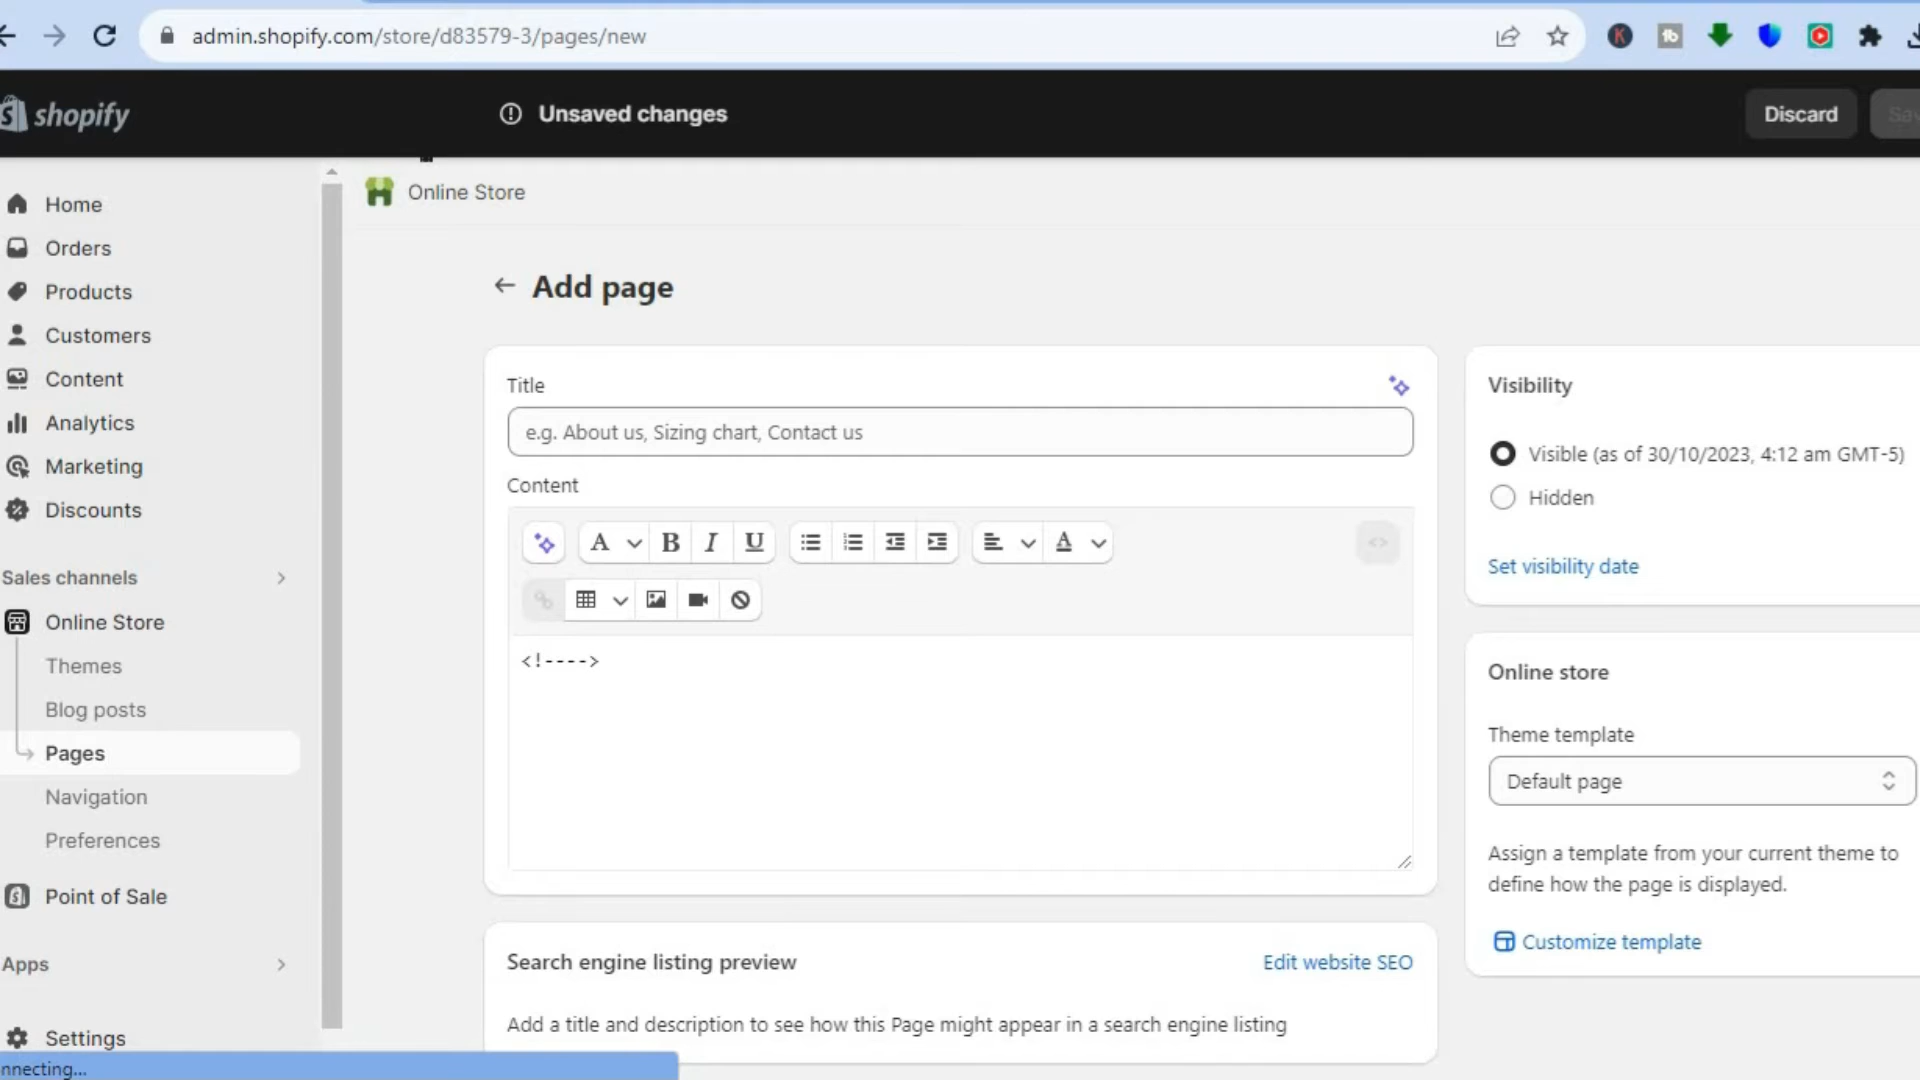 admin.shopify.com/store/d83579-3/pages/new
shopify
Unsaved changes
Discard
Home
Orders
Products
Customers
Content
Analytics
Marketing
Discounts
Sales channels
Online Store
Themes
Blog posts
Pages
Navigation
Preferences
Point of Sale
Apps
Settings
nnecting...
Online Store
Add page
Title
e.g. About us, Sizing chart, Contact us
Content
A B I U A
<!---->
Search engine listing preview
Edit website SEO
Add a title and description to see how this Page might appear in a search engine listing
Visibility
Visible (as of 30/10/2023, 4:12 am GMT-5)
Hidden
Set visibility date
Online store
Theme template
Default page
Assign a template from your current theme to
define how the page is displayed.
Customize template